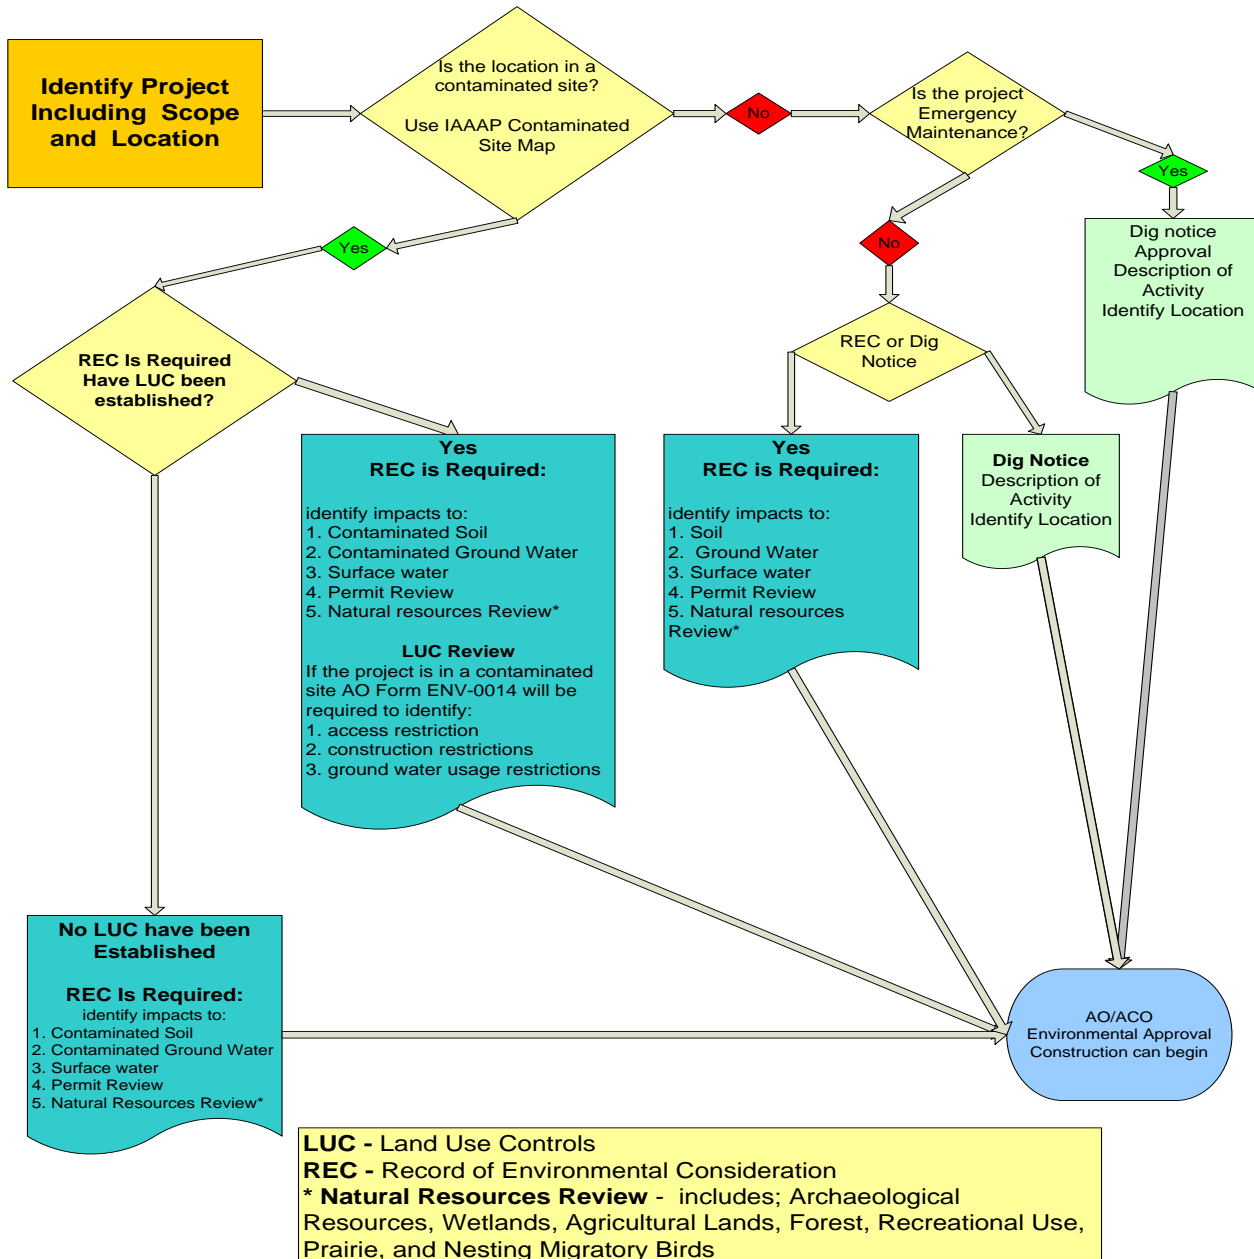 Identify Project
Including Scope
and Location
Is the location in a
contaminated site?
Use IAAAP Contaminated
Site Map
No
Is the project
Emergency
Maintenance?
Yes
Dig notice
Approval
Description of
Activity
Identify Location
No
Yes
REC or Dig
Notice
REC Is Required
Have LUC been
established?
Yes
REC is Required:
identify impacts to:
1. Contaminated Soil
2. Contaminated Ground Water
3. Surface water
4. Permit Review
5. Natural resources Review*
LUC Review
If the project is in a contaminated
site AO Form ENV-0014 will be
required to identify:
1. access restriction
2. construction restrictions
3. ground water usage restrictions
Yes
REC is Required:
identify impacts to:
1. Soil
2. Ground Water
3. Surface water
4. Permit Review
5. Natural resources
Review*
Dig Notice
Description of
Activity
Identify Location
No LUC have been
Established
REC Is Required:
identify impacts to:
1. Contaminated Soil
2. Contaminated Ground Water
3. Surface water
4. Permit Review
5. Natural Resources Review*
AO/ACO
Environmental Approval
Construction can begin
LUC - Land Use Controls
REC - Record of Environmental Consideration
* Natural Resources Review - includes; Archaeological
Resources, Wetlands, Agricultural Lands, Forest, Recreational Use,
Prairie, and Nesting Migratory Birds